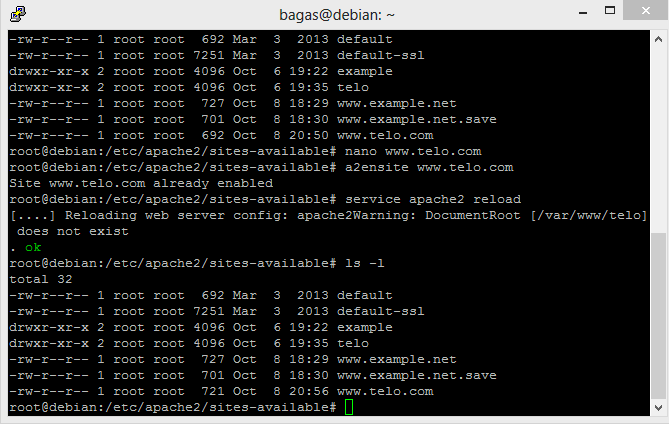 bagas@debian: ~
-rw-r--r-- 1 root root  692 Mar  3  2013 default
-rw-r--r-- 1 root root 7251 Mar  3  2013 default-ssl
drwxr-xr-x 2 root root 4096 Oct  6 19:22 example
drwxr-xr-x 2 root root 4096 Oct  6 19:35 telo
-rw-r--r-- 1 root root  727 Oct  8 18:29 www.example.net
-rw-r--r-- 1 root root  701 Oct  8 18:30 www.example.net.save
-rw-r--r-- 1 root root  692 Oct  8 20:50 www.telo.com
root@debian:/etc/apache2/sites-available# nano www.telo.com
root@debian:/etc/apache2/sites-available# a2ensite www.telo.com
Site www.telo.com already enabled
root@debian:/etc/apache2/sites-available# service apache2 reload
[....] Reloading web server config: apache2Warning: DocumentRoot [/var/www/telo]
 does not exist
. ok
root@debian:/etc/apache2/sites-available# ls -l
total 32
-rw-r--r-- 1 root root  692 Mar  3  2013 default
-rw-r--r-- 1 root root 7251 Mar  3  2013 default-ssl
drwxr-xr-x 2 root root 4096 Oct  6 19:22 example
drwxr-xr-x 2 root root 4096 Oct  6 19:35 telo
-rw-r--r-- 1 root root  727 Oct  8 18:29 www.example.net
-rw-r--r-- 1 root root  701 Oct  8 18:30 www.example.net.save
-rw-r--r-- 1 root root  721 Oct  8 20:56 www.telo.com
root@debian:/etc/apache2/sites-available#